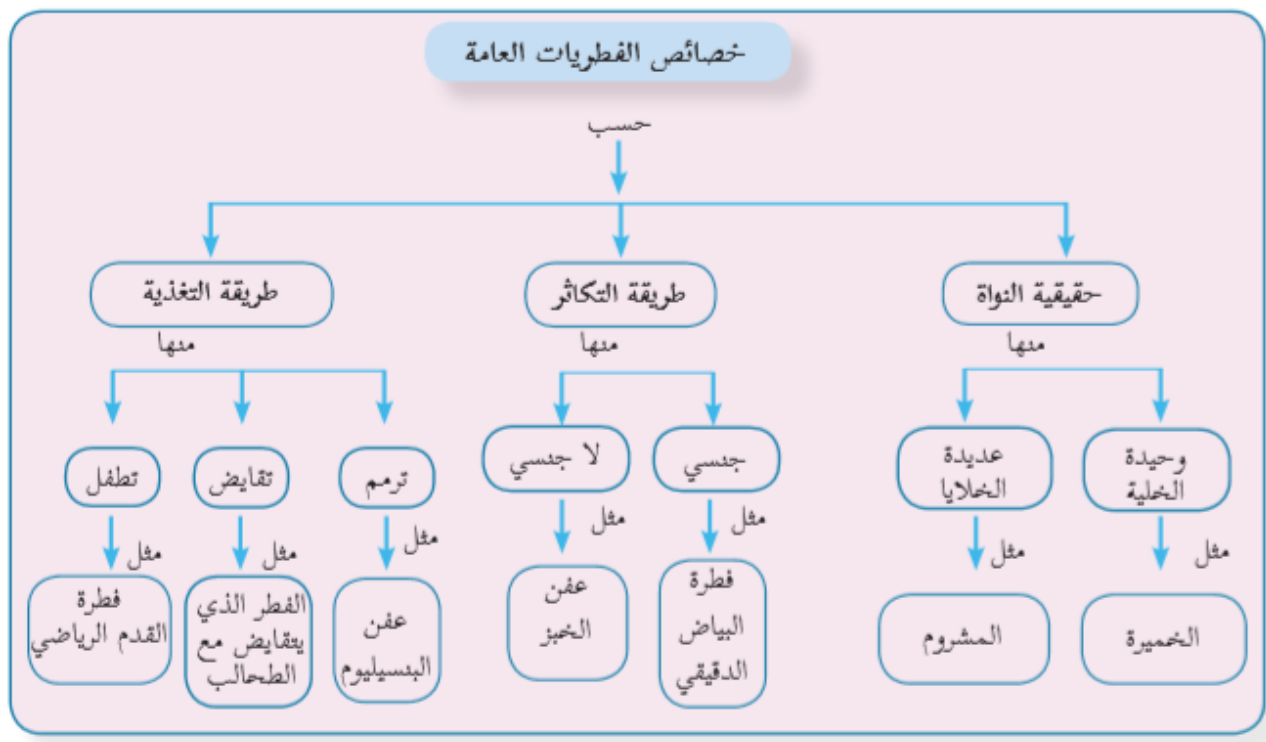 خصائص الفطريات العامة
حسب
حقيقية النواة
طريقة التكاثر
طريقة التغذية
منها
منها
منها
وحيدة
الخلية
عديدة
الخلايا
جنسي
لا جنسي
ترمم
تقايض
تطفل
مثل
مثل
مثل
مثل
مثل
مثل
مثل
الخميرة
المشروم
فطرة
البياض
الدقيقي
عفن
الخبز
عفن
البنسيليوم
الفطر الذي
يتقايض مع
الطحالب
فطرة
القدم الرياضي